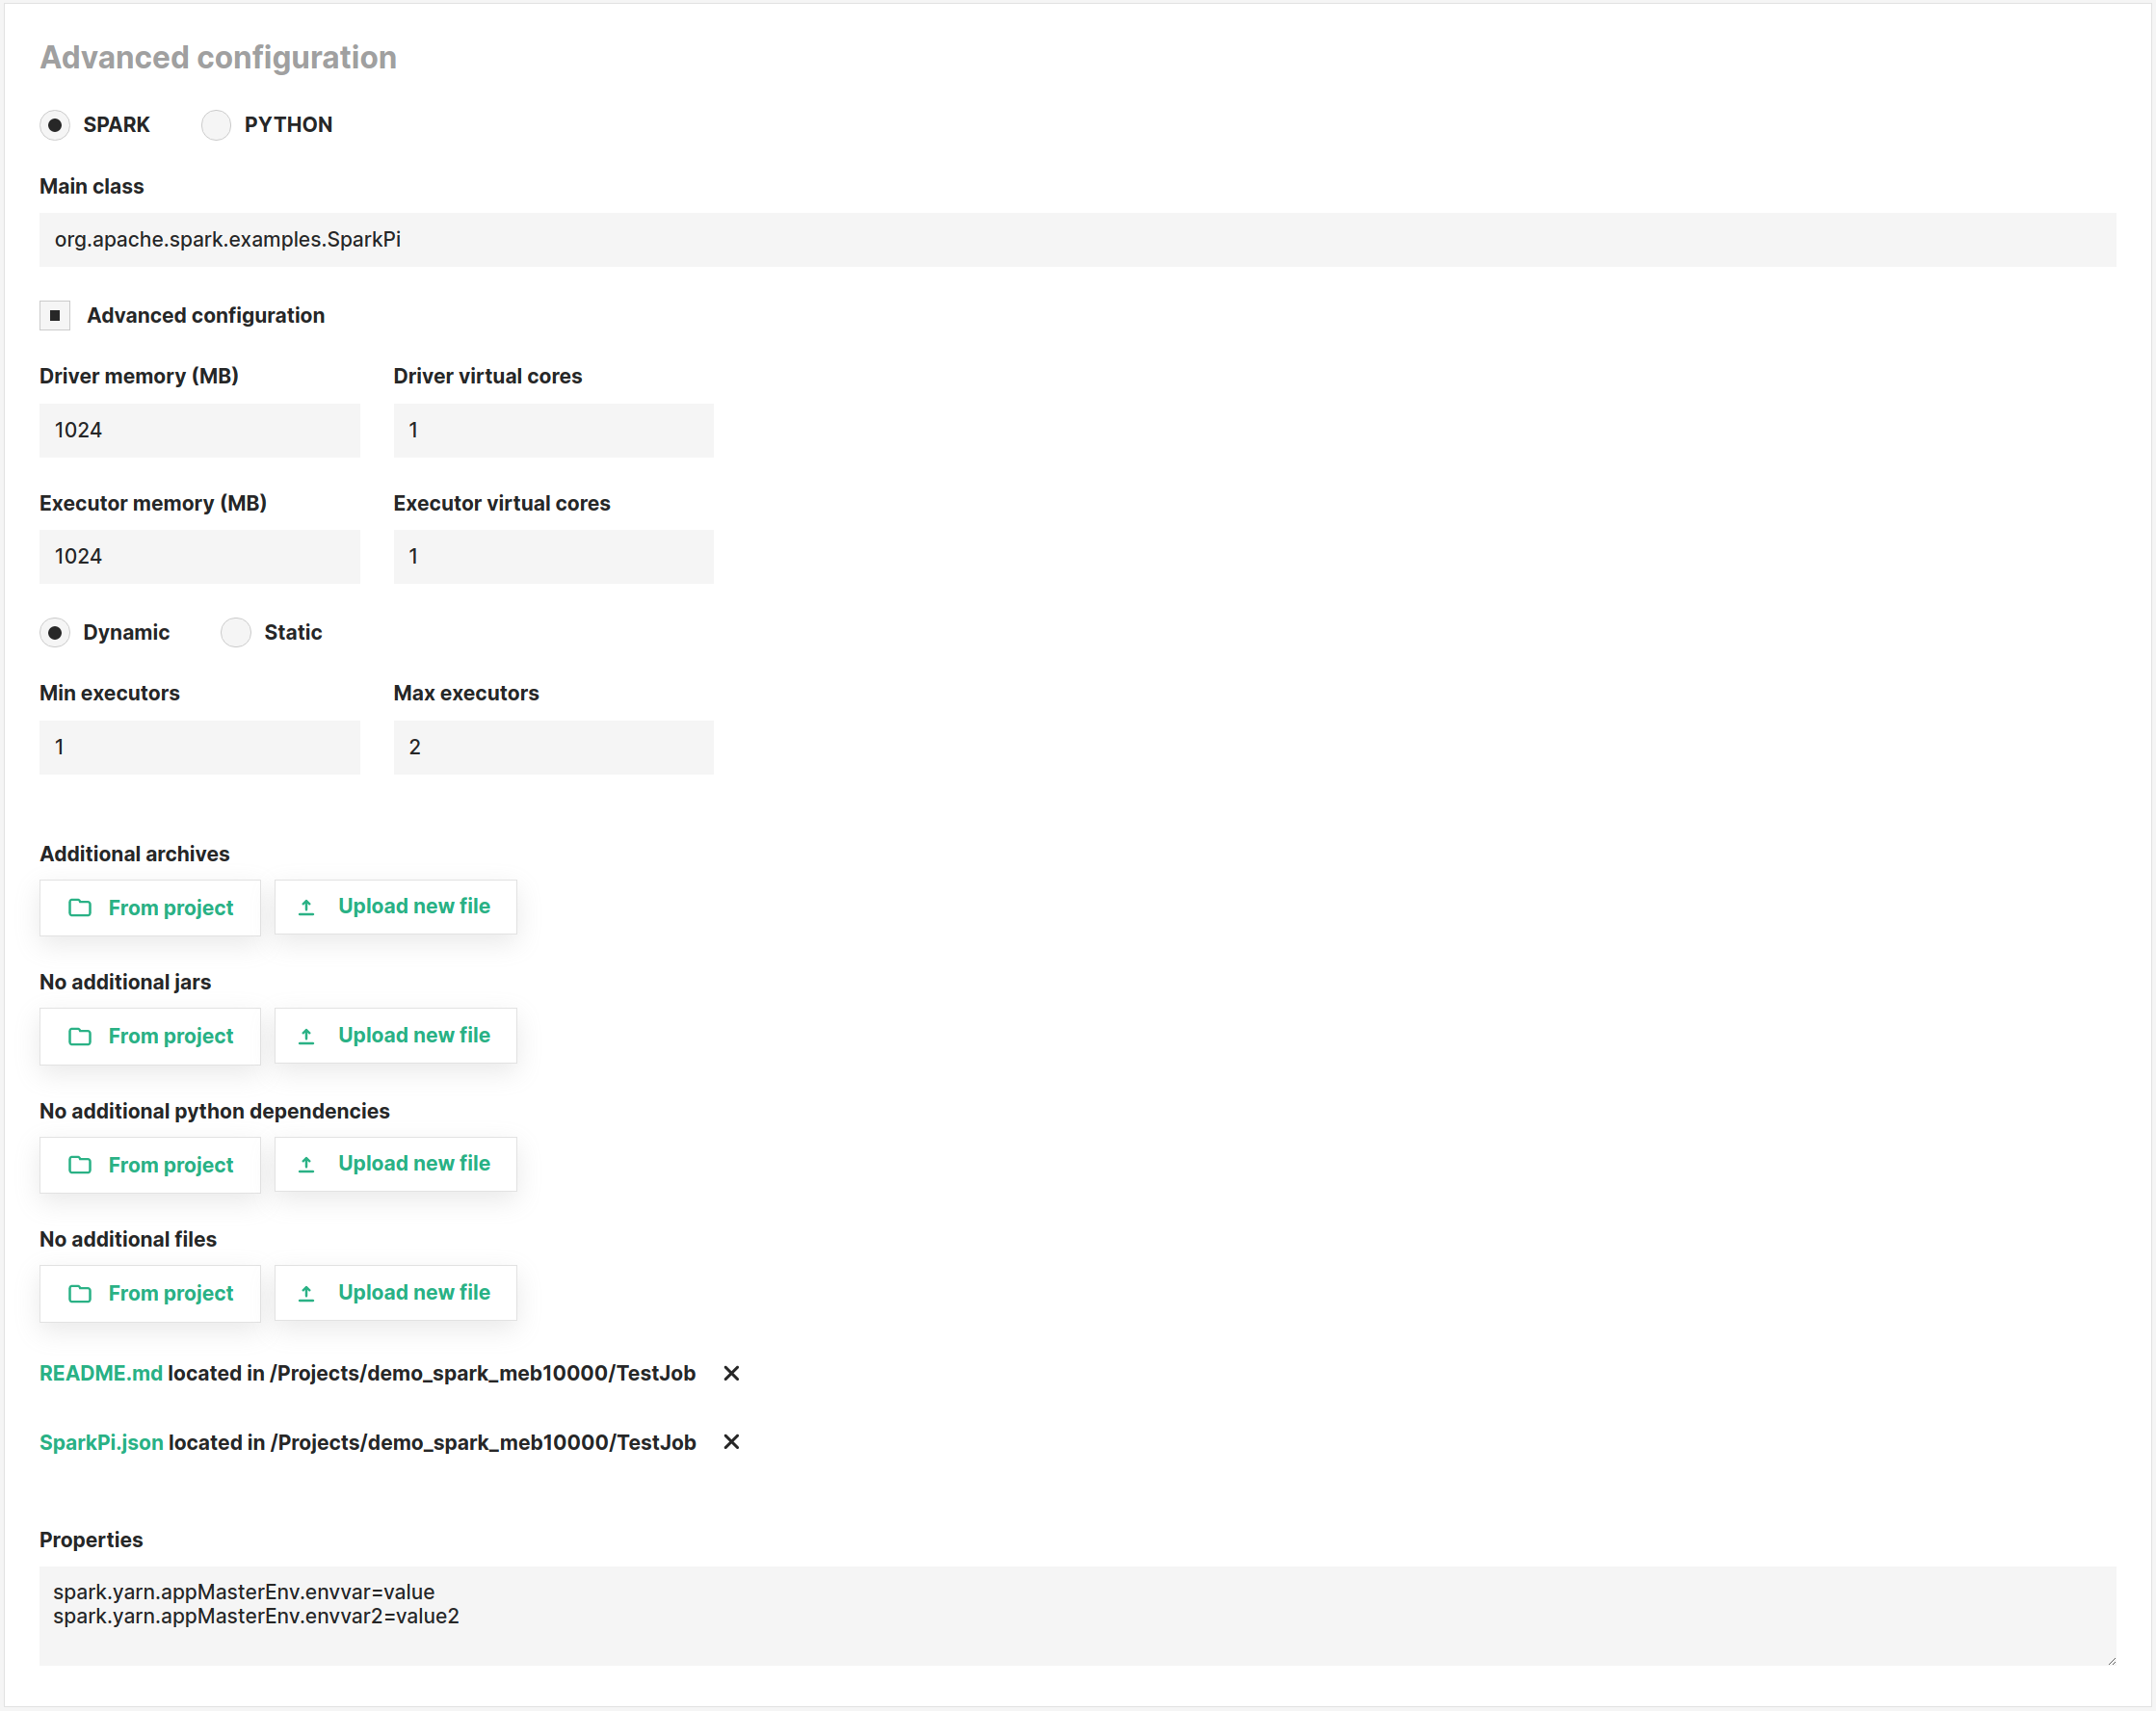 Advanced configuration
SPARK PYTHON
Main class
org.apache.spark.examples.SparkPi
Advanced configuration
Driver memory (MB) Driver virtual cores
1024 1
Executor memory (MB) Executor virtual cores
1024 1
Dynamic Static
Min executors Max executors
1 2
Additional archives
From project Upload new file
No additional jars
From project Upload new file
No additional python dependencies
From project Upload new file
No additional files
From project Upload new file
README.md located in /Projects/demo_spark_meb10000/TestJob
SparkPi.json located in /Projects/demo_spark_meb10000/TestJob
Properties
spark.yarn.appMasterEnv.envvar=value
spark.yarn.appMasterEnv.envvar2=value2